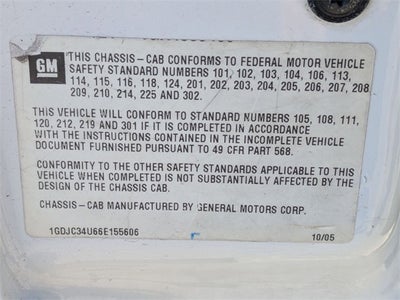 GM
THIS CHASSIS-CAB CONFORMS TO FEDERAL MOTOR VEHICLE
SAFETY STANDARD NUMBERS 101, 102, 103, 104, 106, 113,
114, 115, 116, 118, 124, 201, 202, 203, 204, 205, 206, 207, 208
209, 210, 214, 225 AND 302.
THIS VEHICLE WILL CONFORM TO STANDARD NUMBERS 105, 108, 111,
120, 212, 219 AND 301 IF IT IS COMPLETED IN ACCORDANCE
WITH THE INSTRUCTIONS CONTAINED IN THE INCOMPLETE VEHICLE
DOCUMENT FURNISHED PURSUANT TO 49 CFR PART 568.
CONFORMITY TO THE OTHER SAFETY STANDARDS APPLICABLE TO THIS
VEHICLE WHEN COMPLETED IS NOT SUBSTANTIALLY AFFECTED BY THE
DESIGN OF THE CHASSIS CAB.
CHASSIS-CAB MANUFACTURED BY GENERAL MOTORS CORP.
1GDJC34U66E155606 10/05